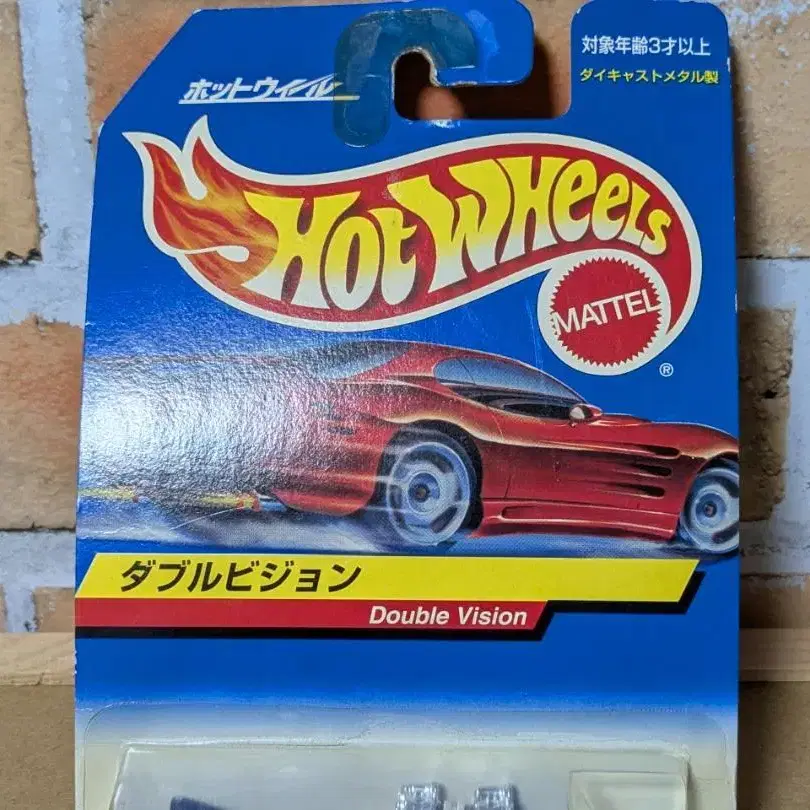 対象年齢3才以上
ダイキャストメタル製
ホットウィール
HOT WHEELS
MATTEL
®
ダブルビジョン
Double Vision